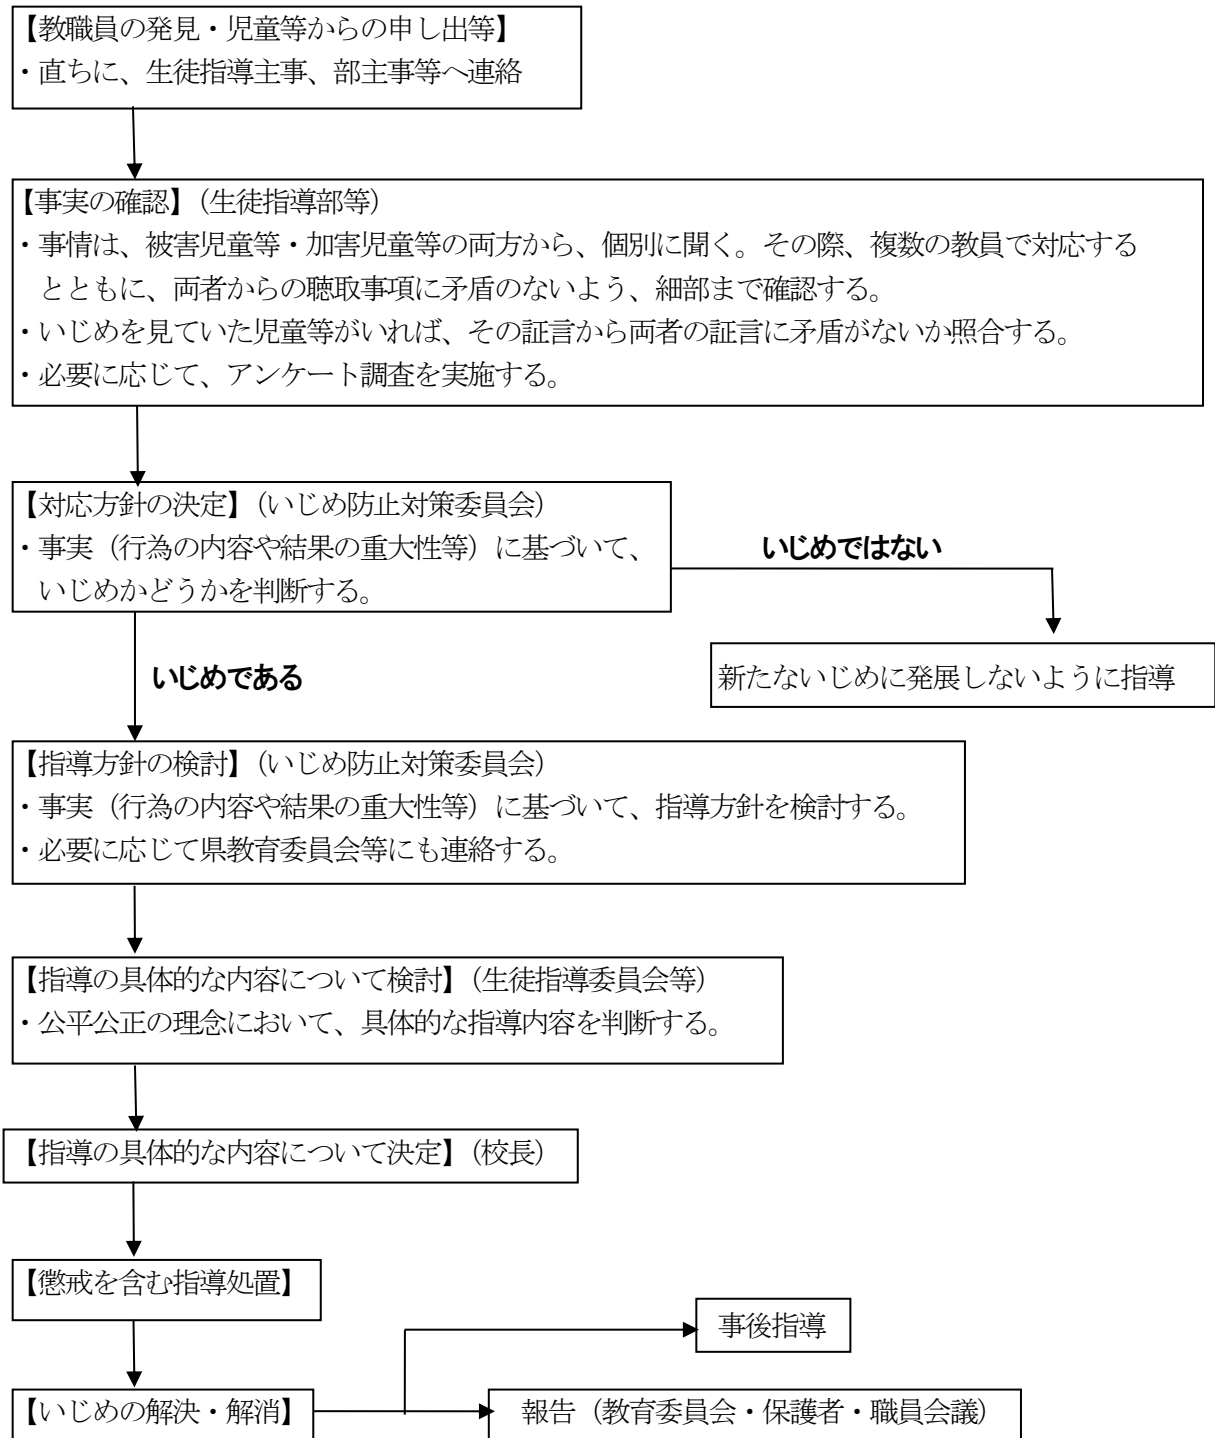 【教職員の発見・児童等からの申し出等】
・直ちに、生徒指導主事、部主事等へ連絡
【事実の確認】（生徒指導部等）
・事情は、被害児童等・加害児童等の両方から、個別に聞く。その際、複数の教員で対応する
とともに、両者からの聴取事項に矛盾のないよう、細部まで確認する。
・いじめを見ていた児童等がいれば、その証言から両者の証言に矛盾がないか照合する。
・必要に応じて、アンケート調査を実施する。
【対応方針の決定】（いじめ防止対策委員会）
・事実（行為の内容や結果の重大性等）に基づいて、
いじめかどうかを判断する。
いじめではない
新たないじめに発展しないように指導
いじめである
【指導方針の検討】（いじめ防止対策委員会）
・事実（行為の内容や結果の重大性等）に基づいて、指導方針を検討する。
・必要に応じて県教育委員会等にも連絡する。
【指導の具体的な内容について検討】（生徒指導委員会等）
・公平公正の理念において、具体的な指導内容を判断する。
【指導の具体的な内容について決定】（校長）
【懲戒を含む指導処置】
事後指導
【いじめの解決・解消】
報告（教育委員会・保護者・職員会議）